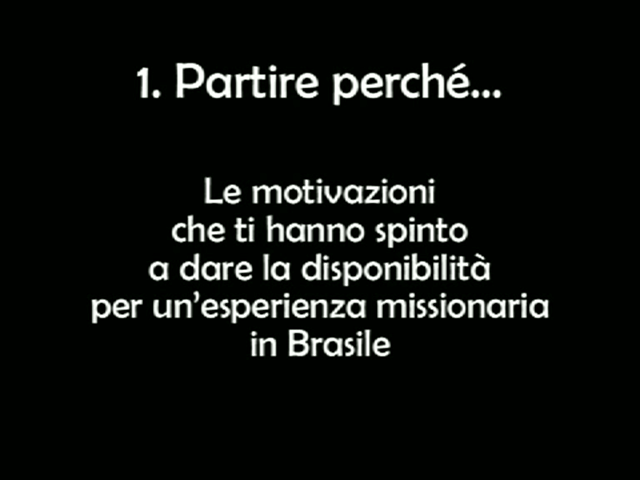 1. Partire perché...
Le motivazioni
che ti hanno spinto
a dare la disponibilità
per un’esperienza missionaria
in Brasile